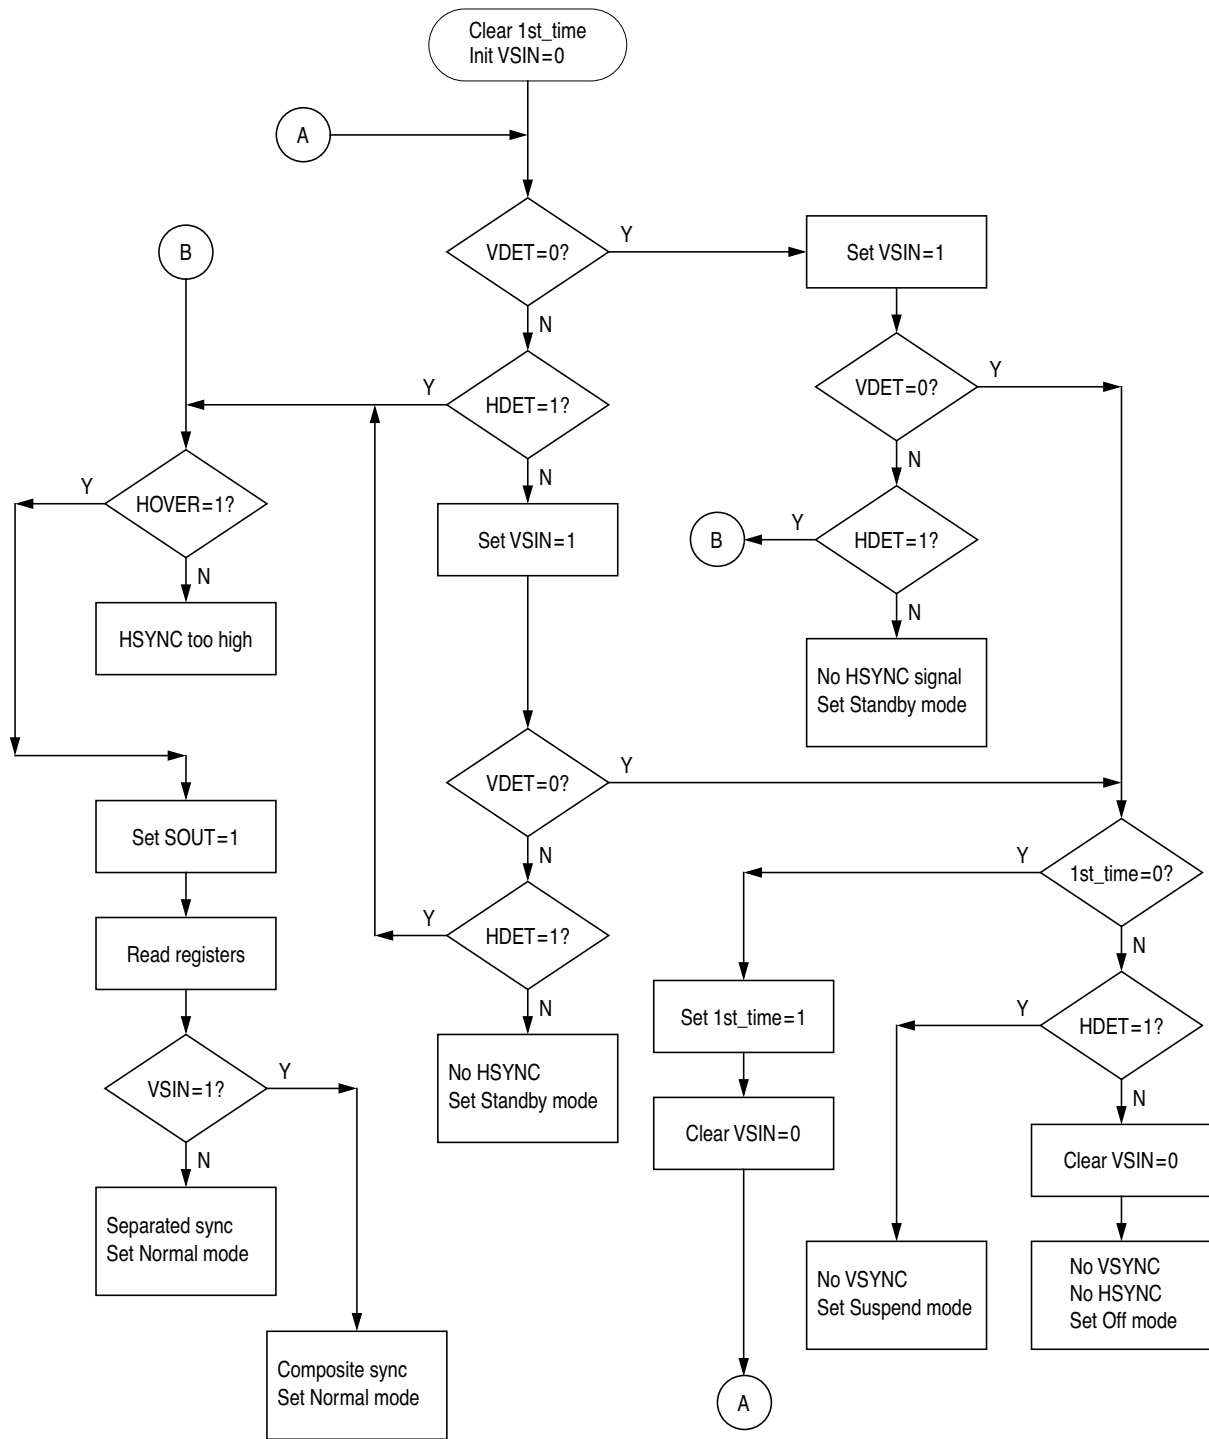 Clear 1st_time
Init VSIN=0
A
B
VDET=0?
Y
N
Set VSIN=1
VDET=0?
Y
N
HDET=1?
Y
N
HOVER=1?
Y
N
HSYNC too high
Set VSIN=1
B
Y
HDET=1?
N
No HSYNC signal
Set Standby mode
VDET=0?
Y
N
Set SOUT=1
1st_time=0?
Y
N
Read registers
HDET=1?
Y
N
Set 1st_time=1
HDET=1?
Y
N
VSIN=1?
Y
N
No HSYNC
Set Standby mode
Clear VSIN=0
Clear VSIN=0
Separated sync
Set Normal mode
No VSYNC
Set Suspend mode
No VSYNC
No HSYNC
Set Off mode
Composite sync
Set Normal mode
A